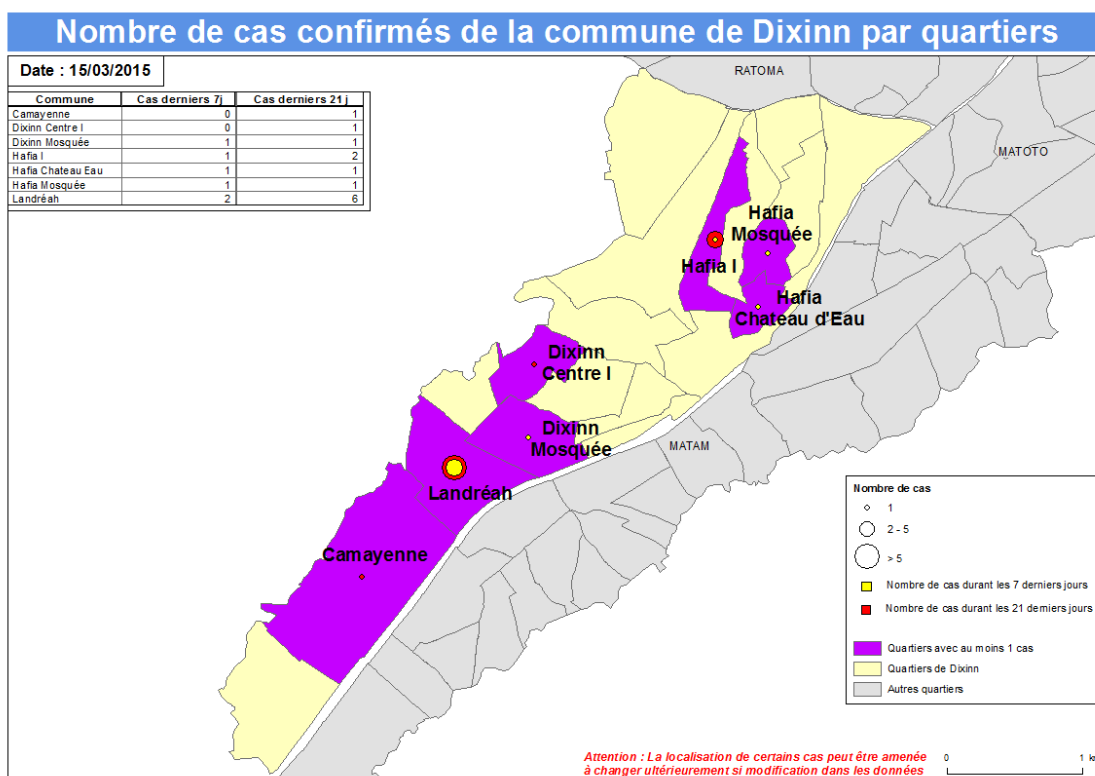 Nombre de cas confirmés de la commune de Dixinn par quartiers
Date : 15/03/2015
Commune Cas derniers 7j Cas derniers 21 j
Camayenne 0 1
Dixinn Centre I 0 1
Dixinn Mosquée 1 1
Hafia I 1 2
Hafia Chateau Eau 1 1
Hafia Mosquée 1 1
Landréah 2 6
RATOMA
MATOTO
Hafia
Mosquée
Hafia I
Hafia
Chateau d'Eau
Dixinn
Centre I
Dixinn
Mosquée
MATAM
Landréah
Camayenne
Nombre de cas
1
2 - 5
> 5
Nombre de cas durant les 7 derniers jours
Nombre de cas durant les 21 derniers jours
Quartiers avec au moins 1 cas
Quartiers de Dixinn
Autres quartiers
Attention : La localisation de certains cas peut être amenée
à changer ultérieurement si modification dans les données
0 1 km